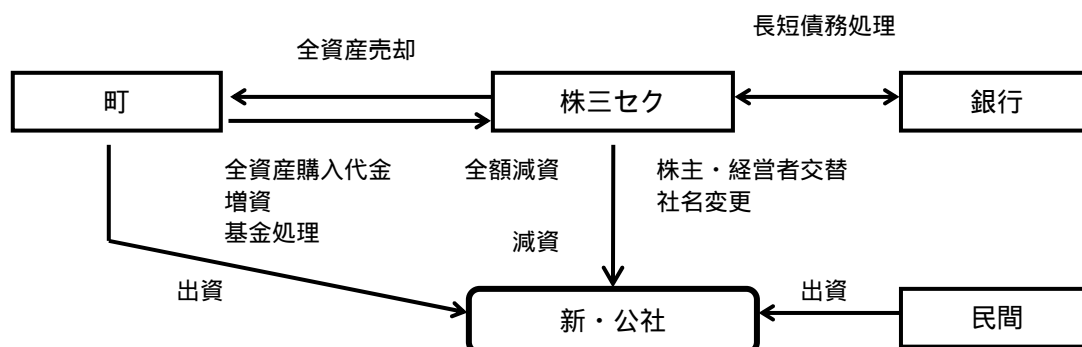 長短債務処理
全資産売却
町
株三セク
銀行
全資産購入代金
増資
基金処理
全額減資
株主・経営者交替
社名変更
減資
出資
出資
新・公社
民間